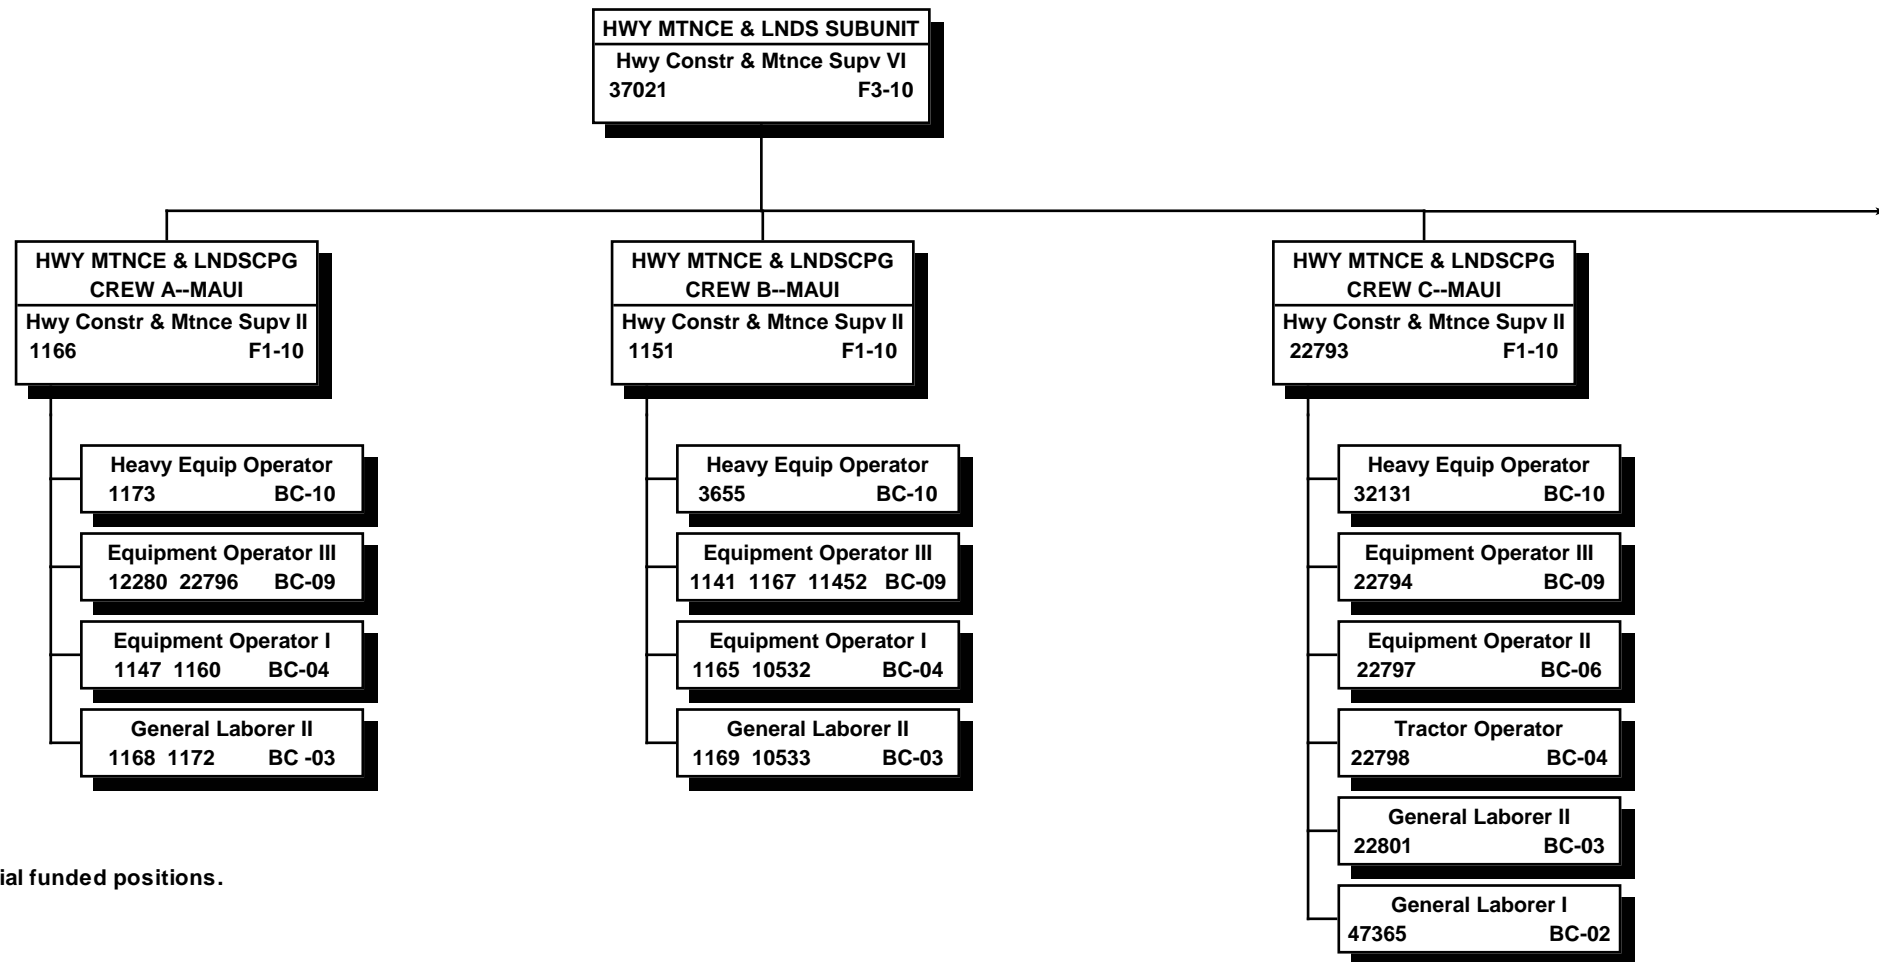 HWY MTNCE & LNDS SUBUNIT
Hwy Constr & Mtnce Supv VI
37021 F3-10
HWY MTNCE & LNDSCPG
CREW A--MAUI
Hwy Constr & Mtnce Supv II
1166 F1-10
Heavy Equip Operator
1173 BC-10
Equipment Operator III
12280 22796 BC-09
Equipment Operator I
1147 1160 BC-04
General Laborer II
1168 1172 BC -03
HWY MTNCE & LNDSCPG
CREW B--MAUI
Hwy Constr & Mtnce Supv II
1151 F1-10
Heavy Equip Operator
3655 BC-10
Equipment Operator III
1141 1167 11452 BC-09
Equipment Operator I
1165 10532 BC-04
General Laborer II
1169 10533 BC-03
HWY MTNCE & LNDSCPG
CREW C--MAUI
Hwy Constr & Mtnce Supv II
22793 F1-10
Heavy Equip Operator
32131 BC-10
Equipment Operator III
22794 BC-09
Equipment Operator II
22797 BC-06
Tractor Operator
22798 BC-04
General Laborer II
22801 BC-03
General Laborer I
47365 BC-02
ial funded positions.